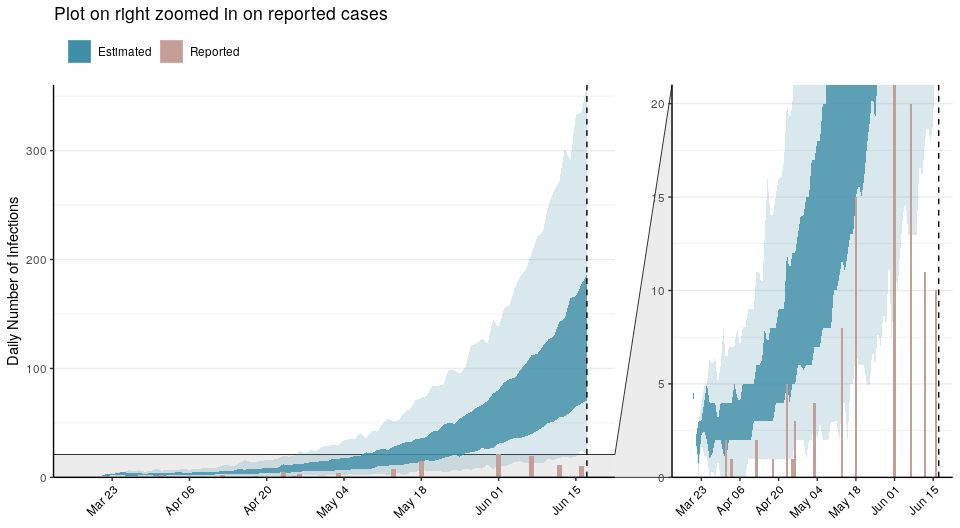 Plot on right zoomed in on reported cases
Estimated Reported
Daily Number of Infections
300
200
100
0
Mar 23 Apr 06 Apr 20 May 04 May 18 Jun 01 Jun 15
20
15
10
5
0
Mar 23 Apr 06 Apr 20 May 04 May 18 Jun 01 Jun 15